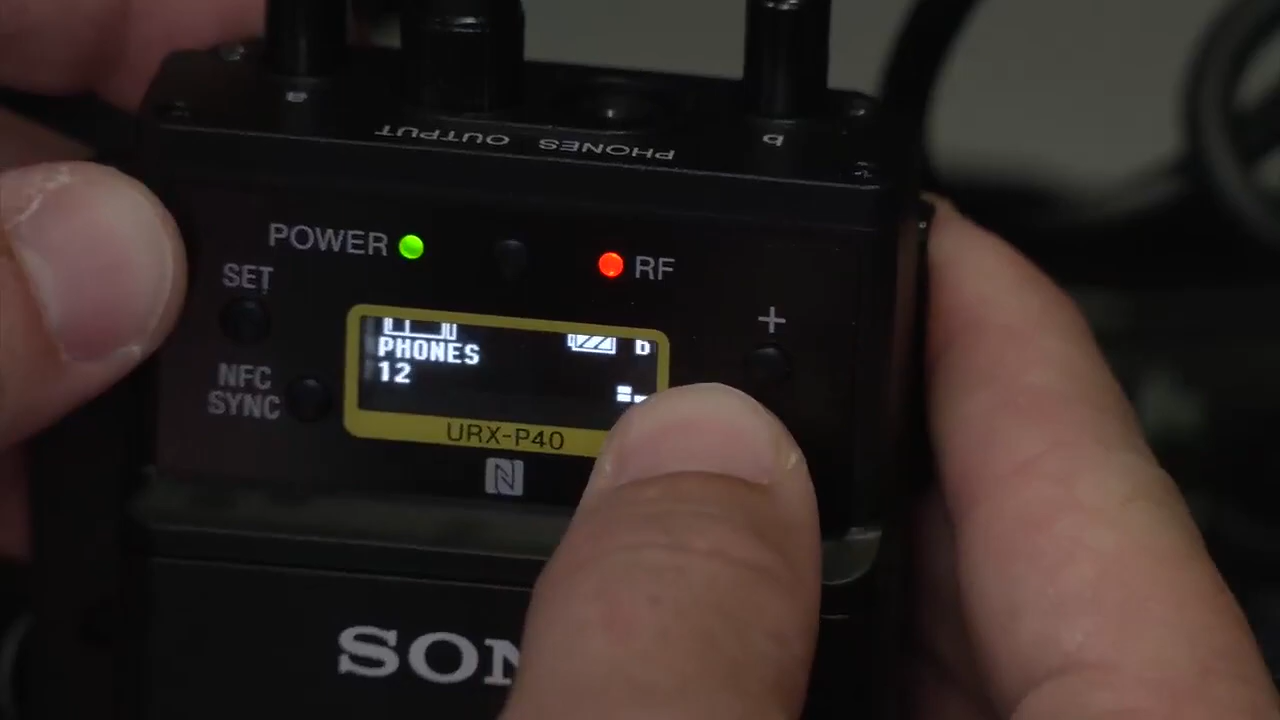 a
OUTPUT PHONES
b
POWER
RF
SET
+
NFC
SYNC
b
PHONES
12
URX-P40
N
SON